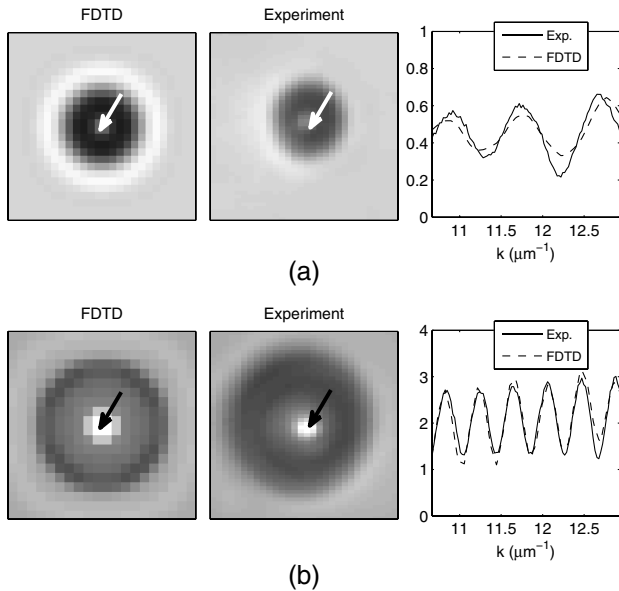 FDTD
Experiment
1
0.8
0.6
0.4
0.2
0
Exp.
FDTD
11 11.5 12 12.5
k (μm⁻¹)
(a)
FDTD
Experiment
4
3
2
1
0
Exp.
FDTD
11 11.5 12 12.5
k (μm⁻¹)
(b)